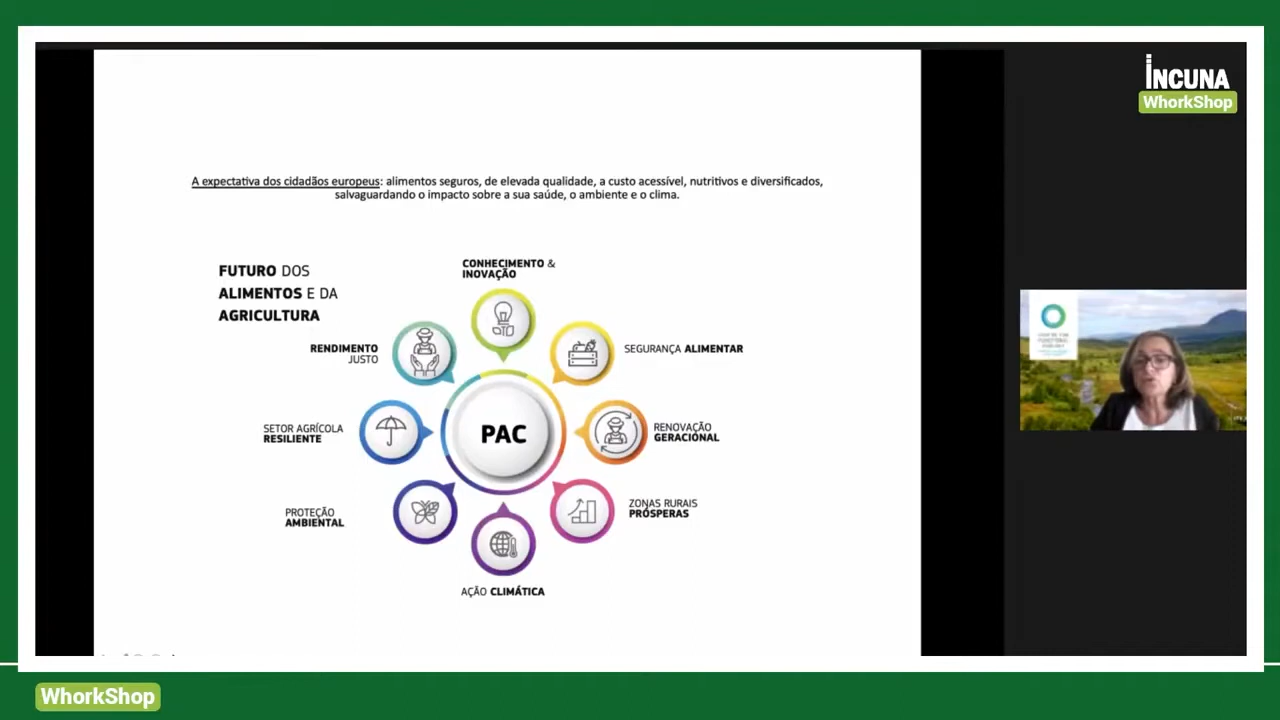 INCUNA
WhorkShop
A expectativa dos cidadãos europeus: alimentos seguros, de elevada qualidade, a custo acessível, nutritivos e diversificados,
salvaguardando o impacto sobre a sua saúde, o ambiente e o clima.
FUTURO DOS
ALIMENTOS E DA
AGRICULTURA
CONHECIMENTO &
INOVAÇÃO
RENDIMENTO
JUSTO
SEGURANÇA ALIMENTAR
SETOR AGRÍCOLA
RESILIENTE
PAC
RENOVAÇÃO
GERACIONAL
PROTEÇÃO
AMBIENTAL
ZONAS RURAIS
PRÓSPERAS
AÇÃO CLIMÁTICA
WhorkShop